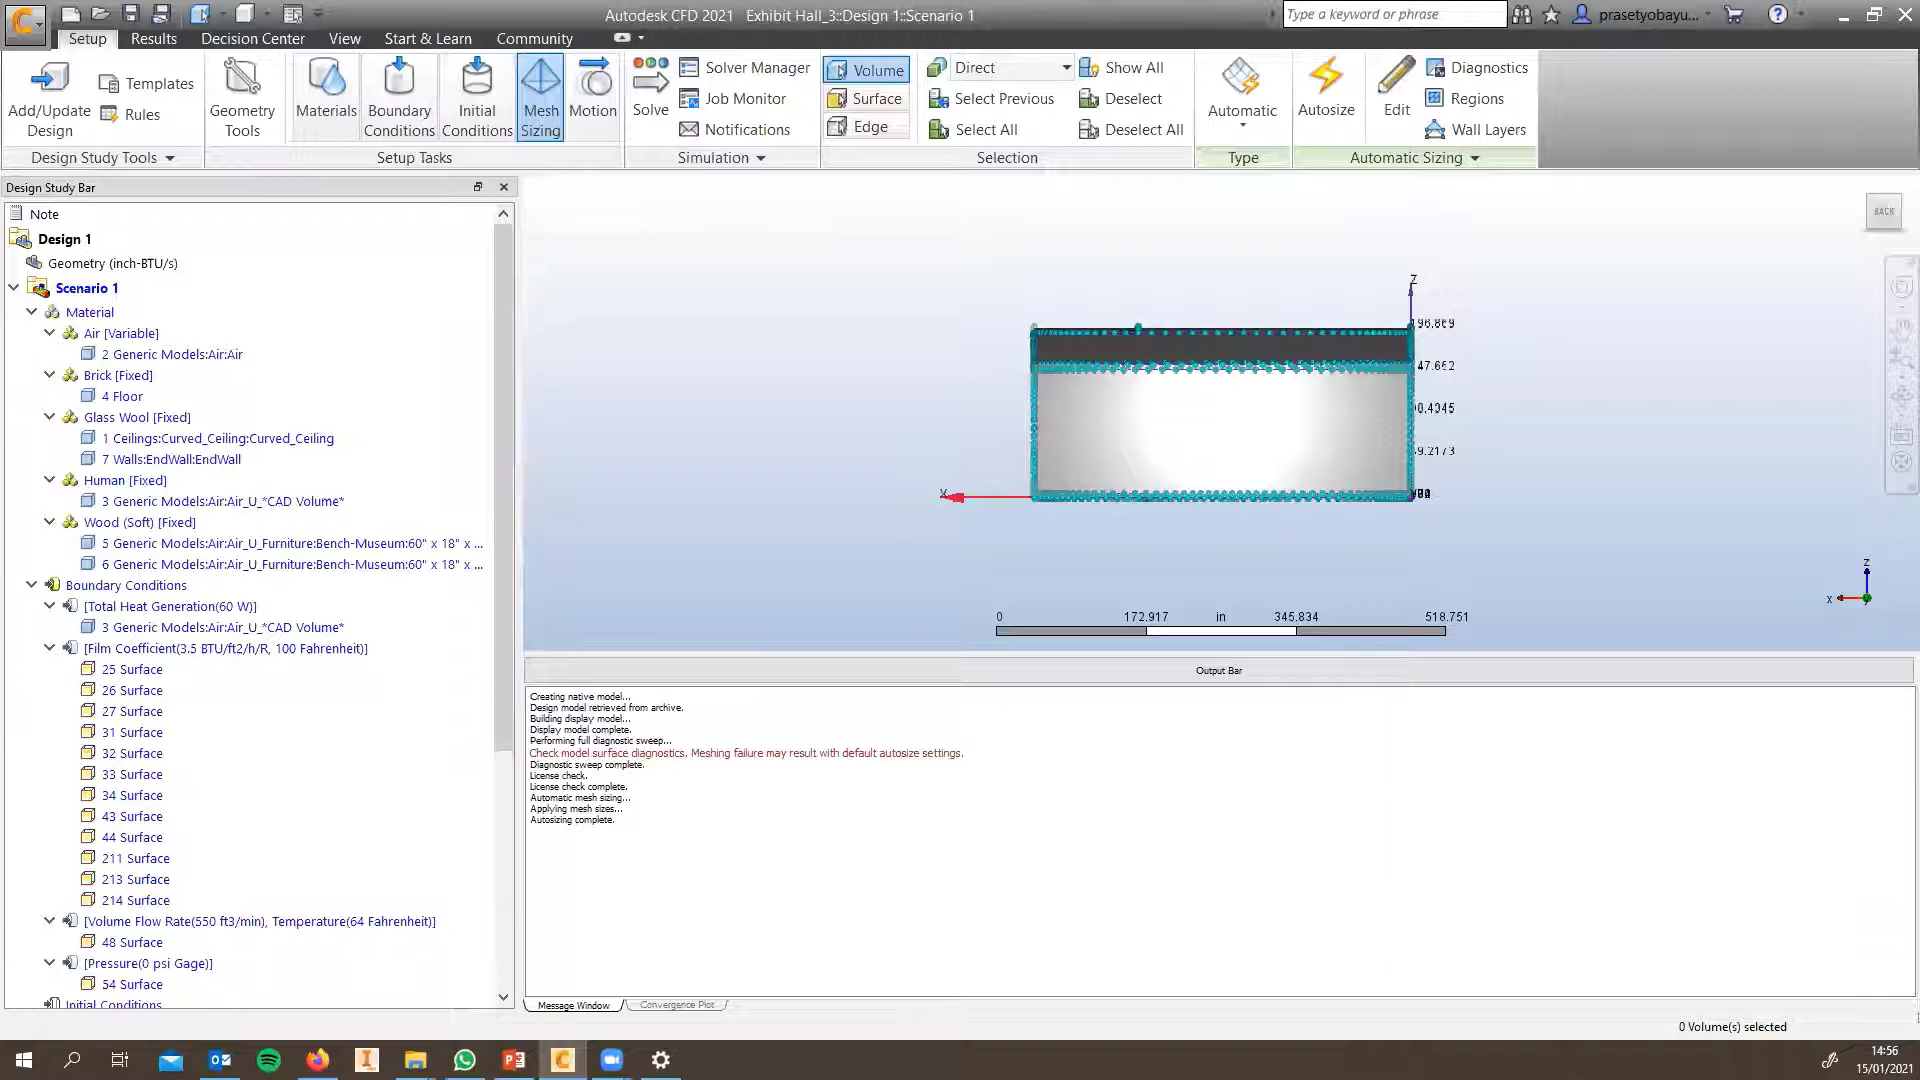 Autodesk CFD 2021 Exhibit Hall_3::Design 1::Scenario 1
Type a keyword or phrase
prasetyobayu...
Setup
Results
Decision Center
View
Start & Learn
Community
Add/Update
Design
Templates
Rules
Geometry
Tools
Materials
Boundary
Conditions
Initial
Conditions
Mesh
Sizing
Motion
Solve
Solver Manager
Job Monitor
Notifications
Volume
Surface
Edge
Direct
Select Previous
Select All
Show All
Deselect
Deselect All
Automatic
Autosize
Edit
Diagnostics
Regions
Wall Layers
Design Study Tools
Setup Tasks
Simulation
Selection
Type
Automatic Sizing
Design Study Bar
Note
Design 1
Geometry (inch-BTU/s)
Scenario 1
Material
Air [Variable]
2 Generic Models:Air:Air
Brick [Fixed]
4 Floor
Glass Wool [Fixed]
1 Ceilings:Curved_Ceiling:Curved_Ceiling
7 Walls:EndWall:EndWall
Human [Fixed]
3 Generic Models:Air:Air_U_*CAD Volume*
Wood (Soft) [Fixed]
5 Generic Models:Air:Air_U_Furniture:Bench-Museum:60" x 18" x ...
6 Generic Models:Air:Air_U_Furniture:Bench-Museum:60" x 18" x ...
Boundary Conditions
[Total Heat Generation(60 W)]
3 Generic Models:Air:Air_U_*CAD Volume*
[Film Coefficient(3.5 BTU/ft2/h/R, 100 Fahrenheit)]
25 Surface
26 Surface
27 Surface
31 Surface
32 Surface
33 Surface
34 Surface
43 Surface
44 Surface
211 Surface
213 Surface
214 Surface
[Volume Flow Rate(550 ft3/min), Temperature(64 Fahrenheit)]
48 Surface
[Pressure(0 psi Gage)]
54 Surface
Initial Conditions
BACK
Z
96.869
47.652
X
Z
X
0 172.917 in 345.834 518.751
Output Bar
Creating native model...
Design model retrieved from archive.
Building display model...
Display model complete.
Performing full diagnostic sweep...
Check model surface diagnostics. Meshing failure may result with default autosize settings.
Diagnostic sweep complete.
License check.
License check complete.
Automatic mesh sizing...
Applying mesh sizes...
Autosizing complete.
Message Window
Convergence Plot
0 Volume(s) selected
14:56
15/01/2021